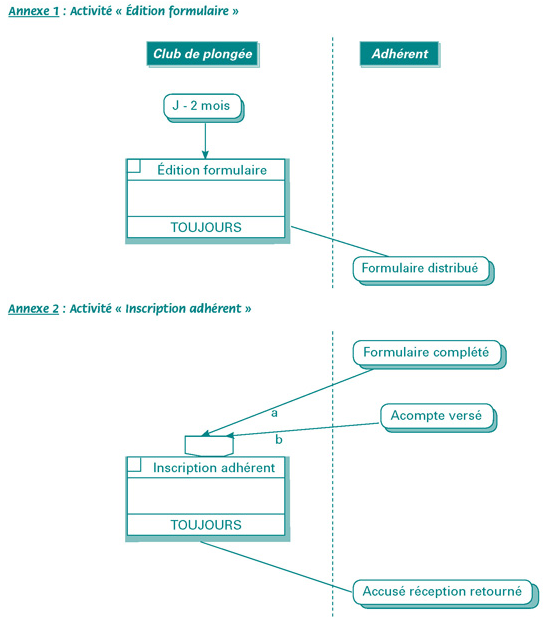 Annexe 1 : Activité « Édition formulaire »
Club de plongée
Adhérent
J - 2 mois
Édition formulaire
TOUJOURS
Formulaire distribué
Annexe 2 : Activité « Inscription adhérent »
Formulaire complété
a
Acompte versé
b
Inscription adhérent
TOUJOURS
Accusé réception retourné